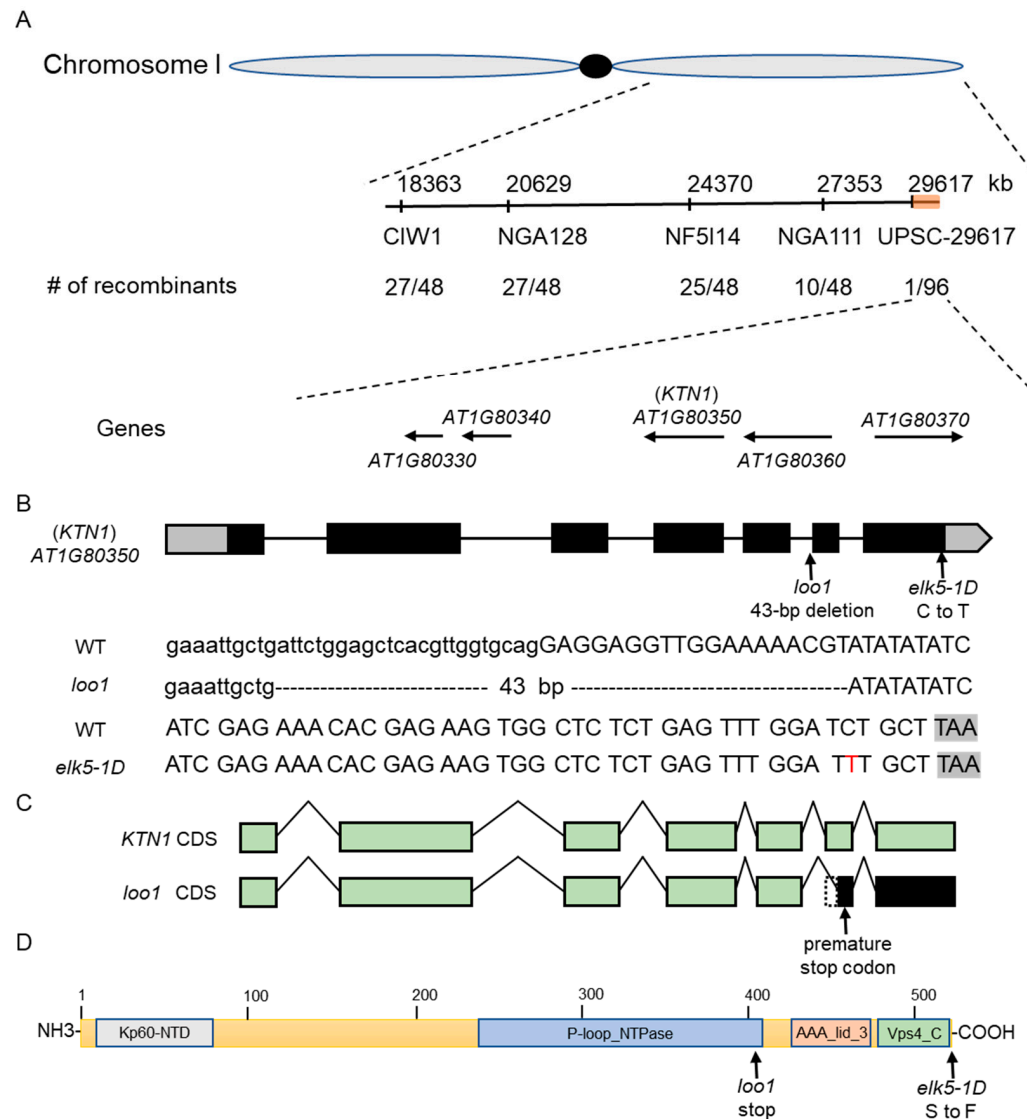 A
Chromosome I
18363 20629 24370 27353 29617 kb
CIW1 NGA128 NF5I14 NGA111 UPSC-29617
# of recombinants 27/48 27/48 25/48 10/48 1/96
(KTN1)
AT1G80340 AT1G80350 AT1G80370
Genes
AT1G80330 AT1G80360
B
(KTN1)
AT1G80350
loo1 elk5-1D
43-bp deletion C to T
WT gaaattgctgattctggagctcacgttggtgcagGAGGAGGTTGGAAAAACGTATATATATC
loo1 gaaattgctg---------------------- 43 bp ----------------------------ATATATATC
WT ATC GAG AAA CAC GAG AAG TGG CTC TCT GAG TTT GGA TCT GCT TAA
elk5-1D ATC GAG AAA CAC GAG AAG TGG CTC TCT GAG TTT GGA TTT GCT TAA
C
KTN1 CDS
loo1 CDS
premature
stop codon
D
1 100 200 300 400 500
NH3- Kp60-NTD P-loop_NTPase AAA_lid_3 Vps4_C -COOH
loo1 elk5-1D
stop S to F